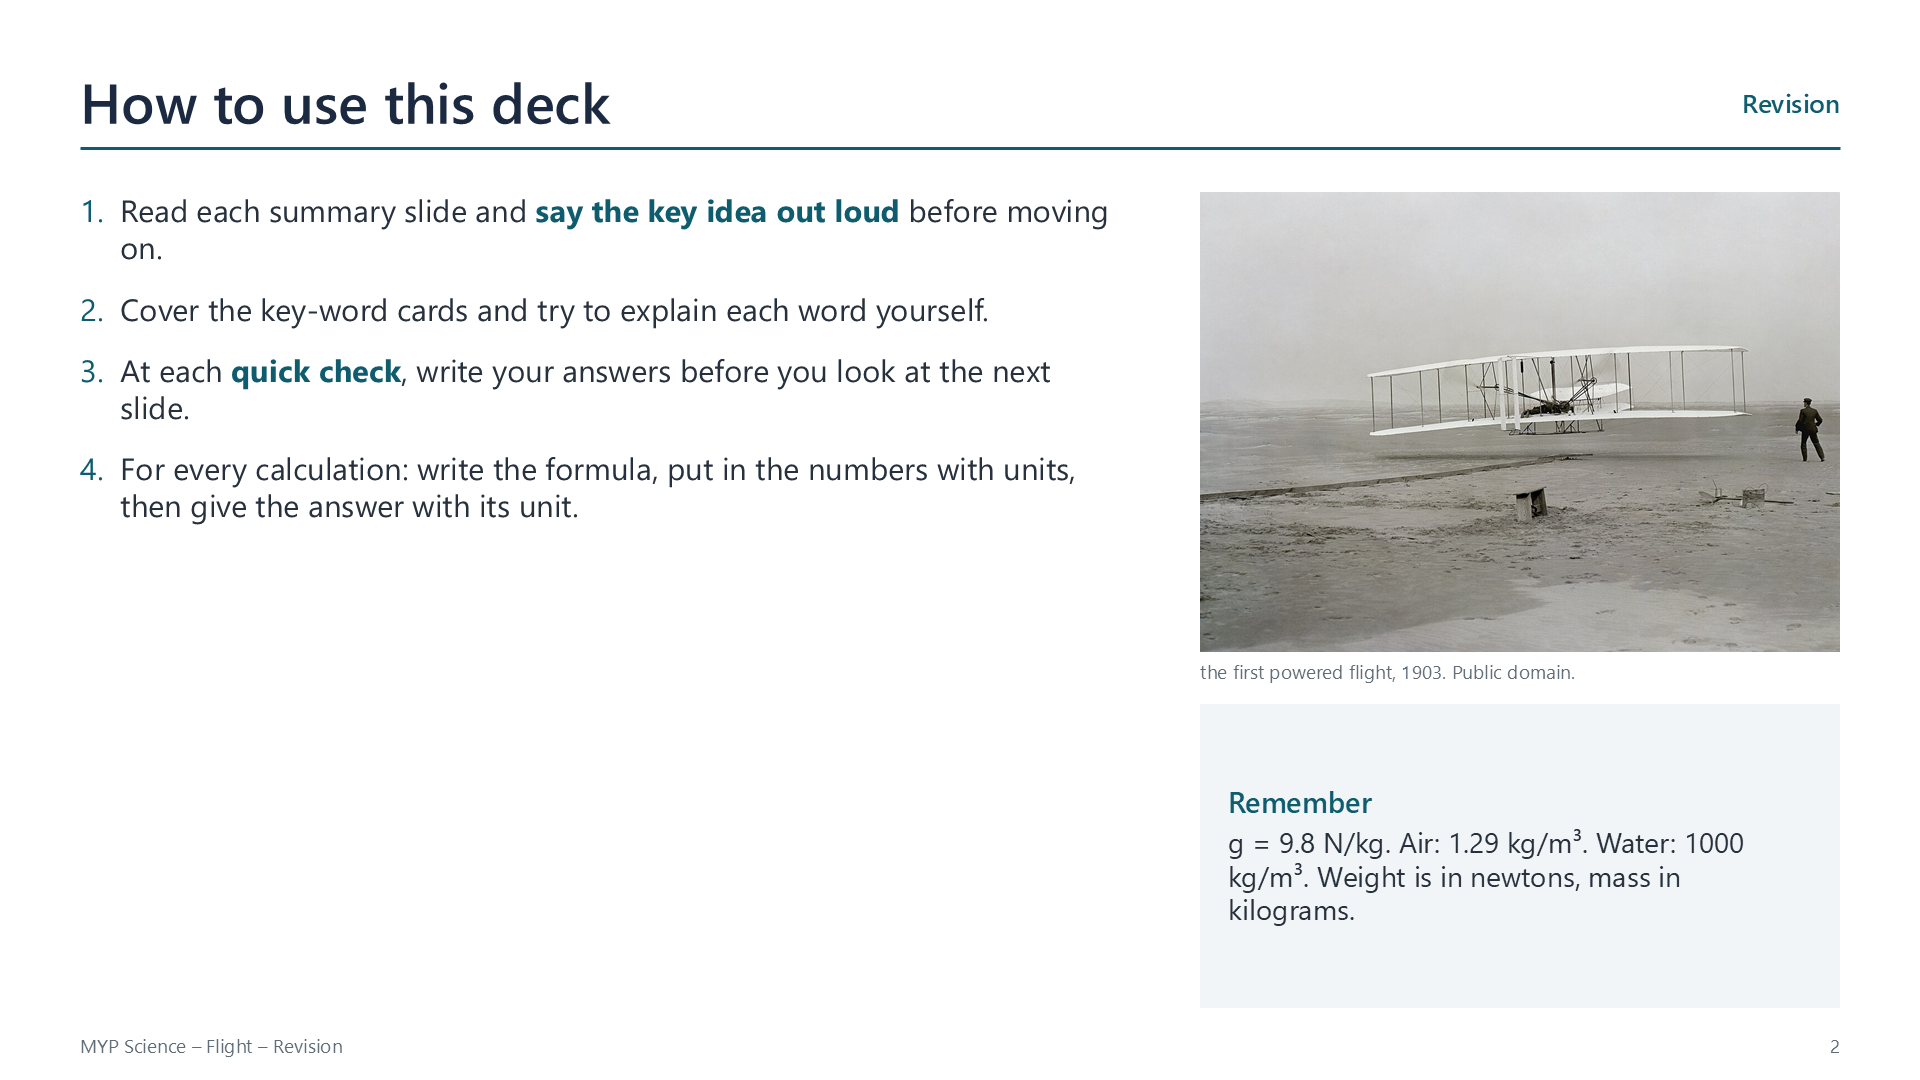 How to use this deck
Revision
1. Read each summary slide and say the key idea out loud before moving
on.
2. Cover the key-word cards and try to explain each word yourself.
3. At each quick check, write your answers before you look at the next
slide.
4. For every calculation: write the formula, put in the numbers with units,
then give the answer with its unit.
the first powered flight, 1903. Public domain.
Remember
g = 9.8 N/kg. Air: 1.29 kg/m³. Water: 1000
kg/m³. Weight is in newtons, mass in
kilograms.
MYP Science – Flight – Revision
2